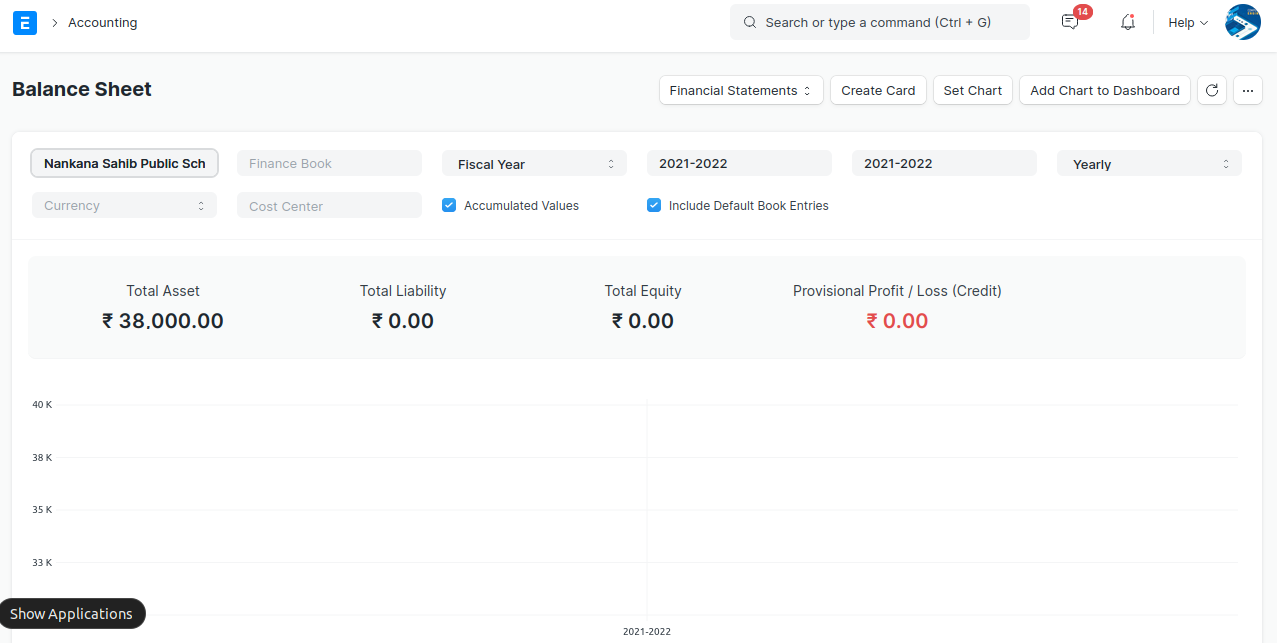 E
Accounting
Search or type a command (Ctrl + G)
14
Help
Balance Sheet
Financial Statements
Create Card
Set Chart
Add Chart to Dashboard
...
Nankana Sahib Public Sch
Finance Book
Fiscal Year
2021-2022
2021-2022
Yearly
Currency
Cost Center
Accumulated Values
Include Default Book Entries
Total Asset
Total Liability
Total Equity
Provisional Profit / Loss (Credit)
₹ 38,000.00
₹ 0.00
₹ 0.00
₹ 0.00
40 K
38 K
35 K
33 K
Show Applications
2021-2022